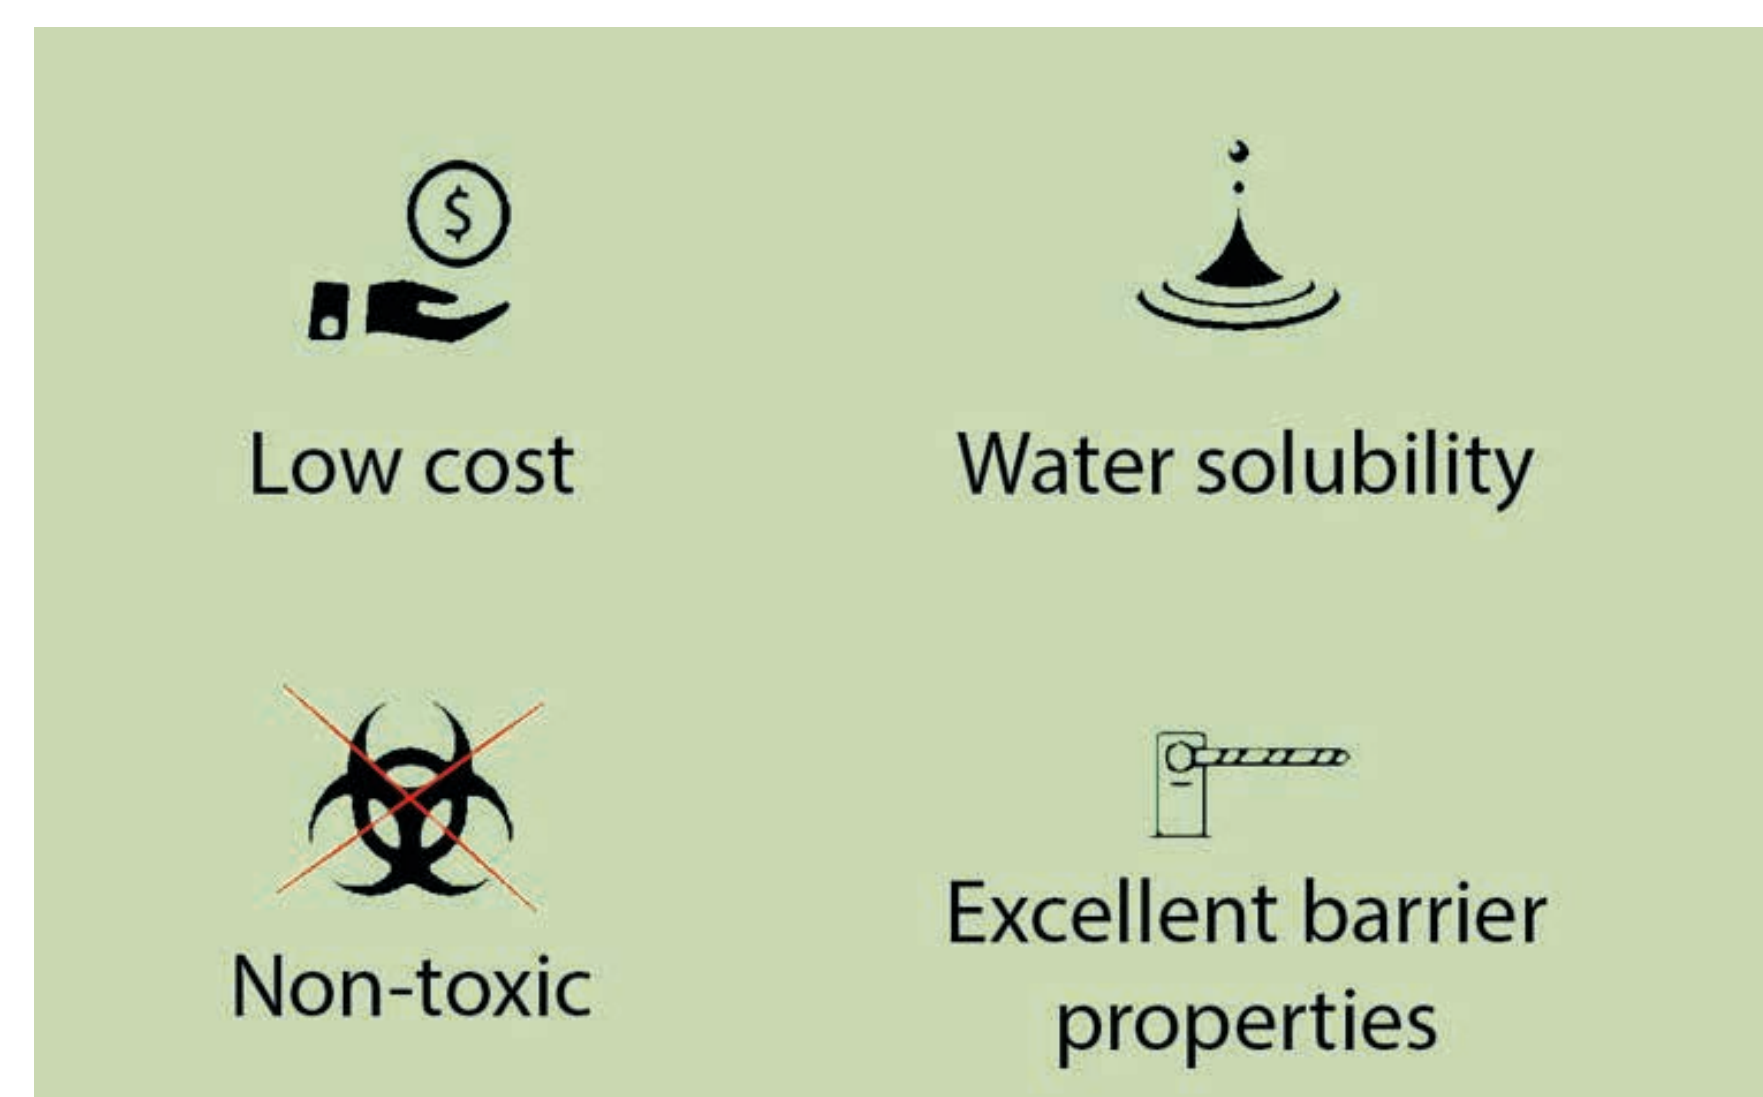 $
Low cost
Water solubility
Non-toxic
Excellent barrier
properties